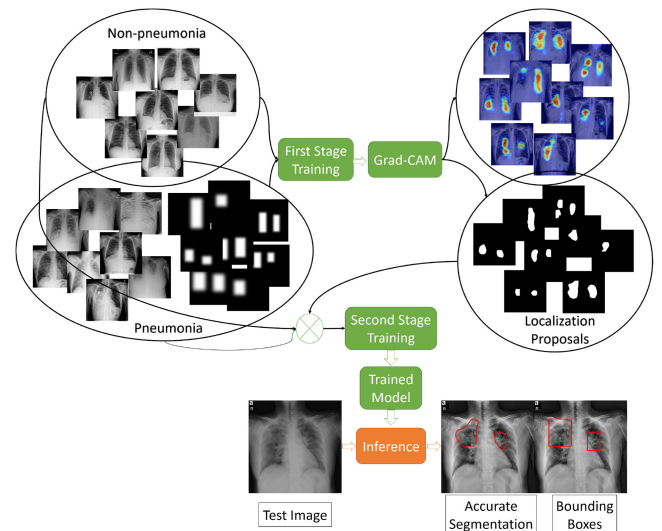 Non-pneumonia
First Stage
Training
Grad-CAM
Pneumonia
Localization
Proposals
Second Stage
Training
Trained
Model
Inference
Test Image
Accurate
Segmentation
Bounding
Boxes